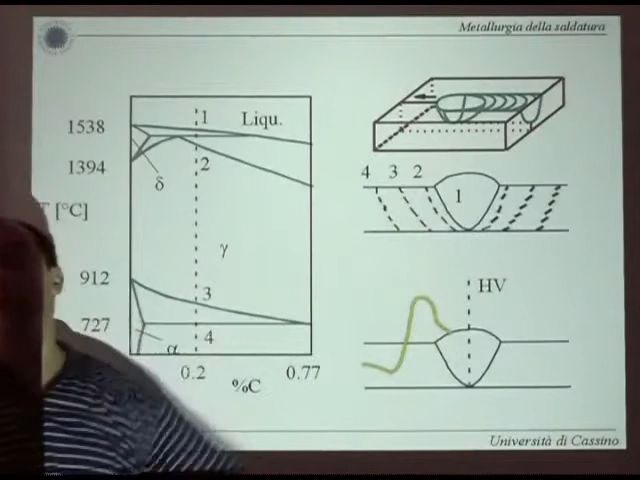 Metallurgia della saldatura
1 Liqu.
1538
1394
2
δ
T [°C]
γ
912
3
727
4
α
0.2
%C
0.77
4 3 2
1
HV
Università di Cassino